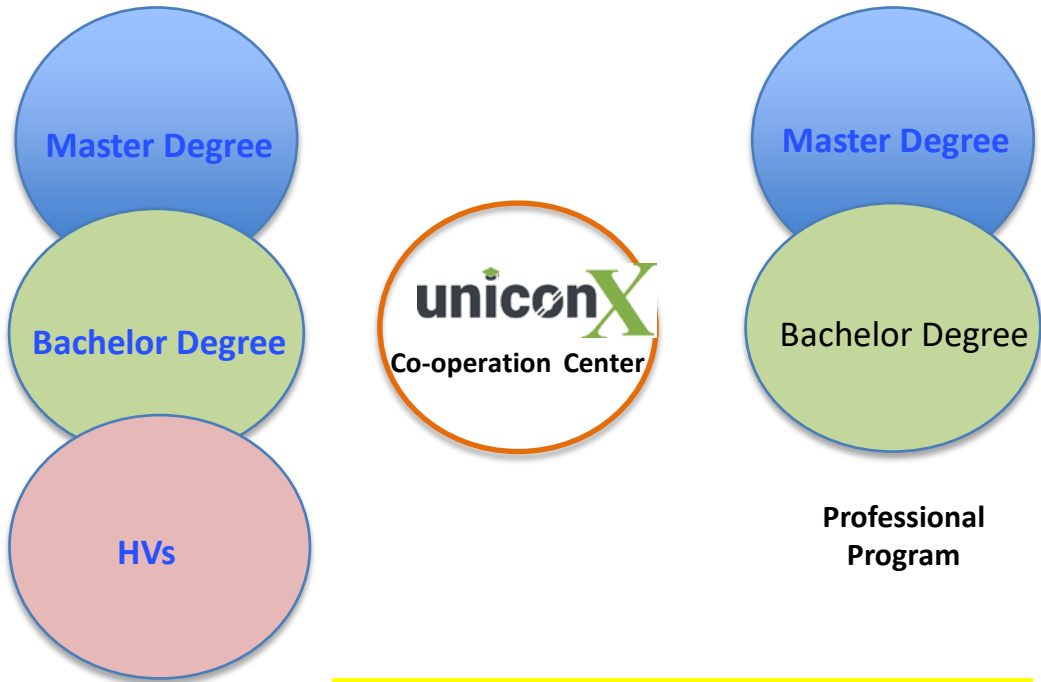 Master Degree
Bachelor Degree
HVs
uniconX
Co-operation Center
Master Degree
Bachelor Degree
Professional
Program